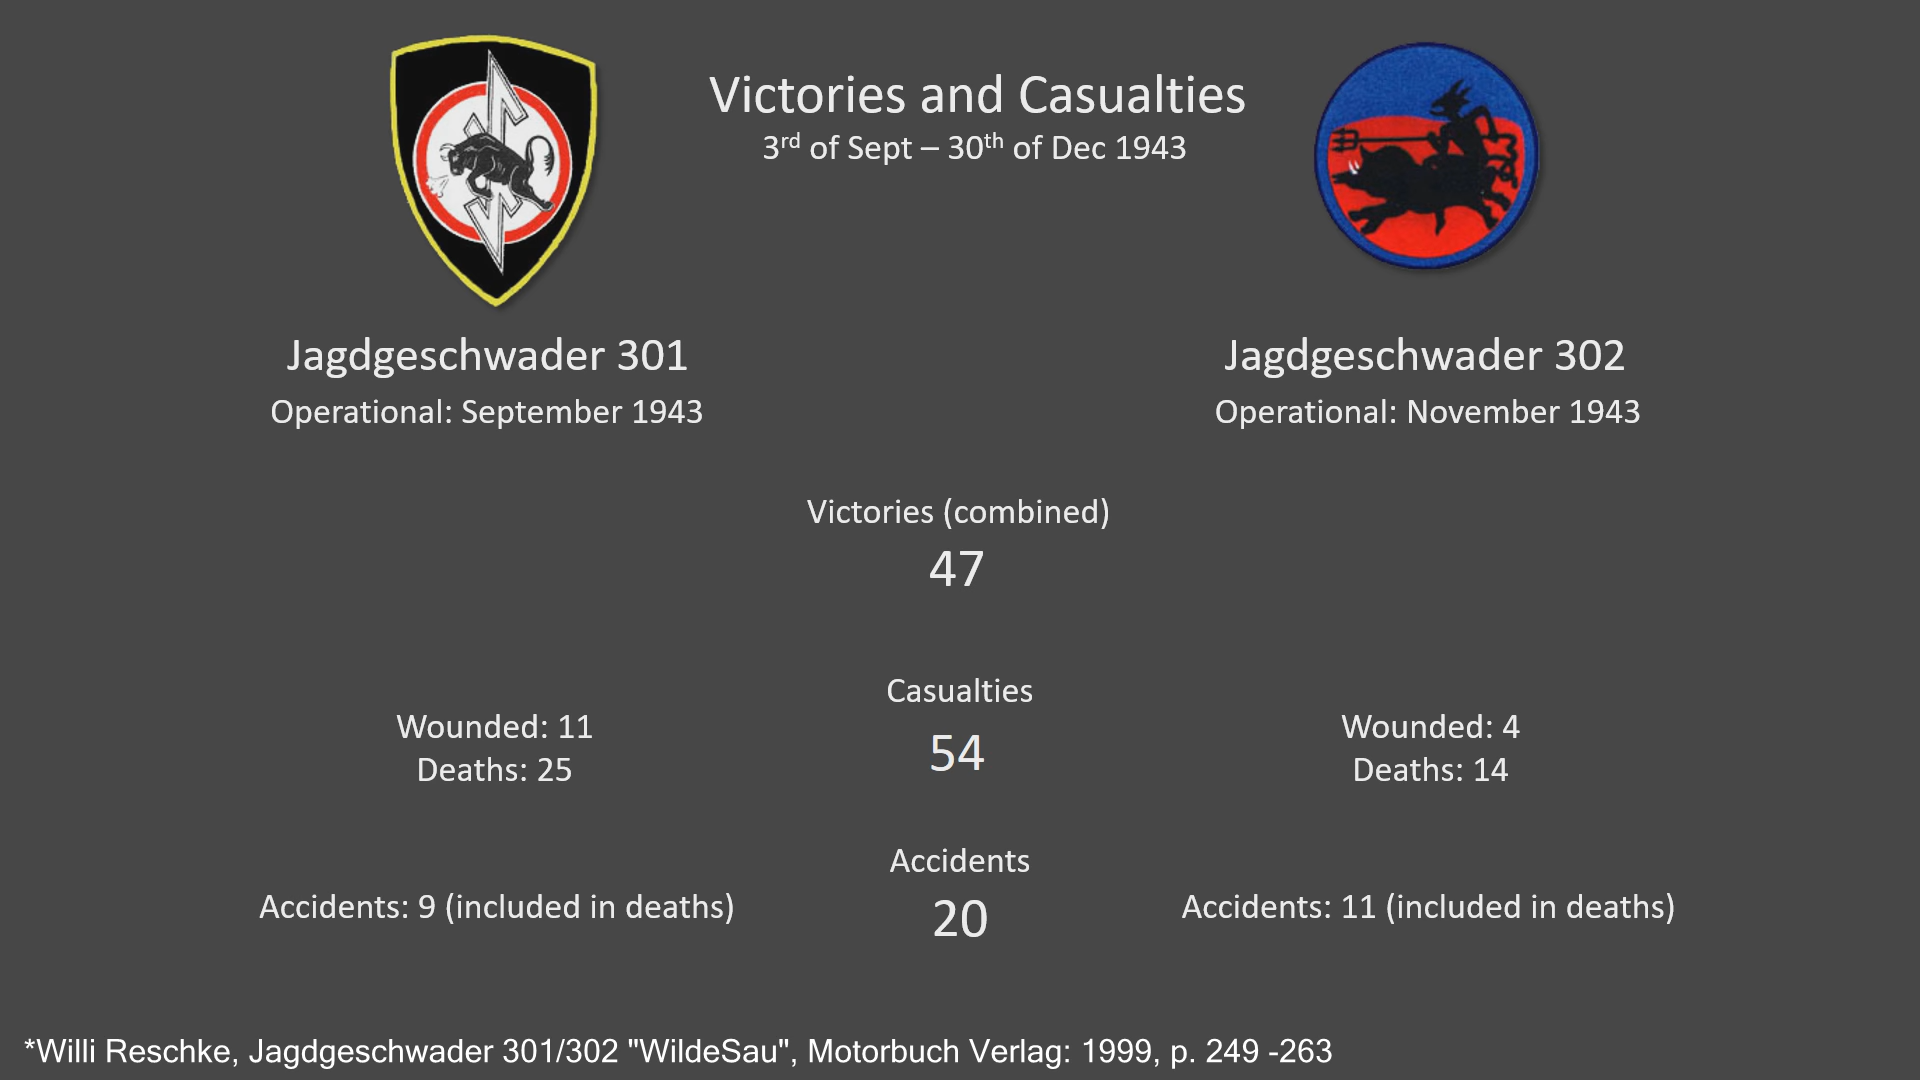 Victories and Casualties
3rd of Sept – 30th of Dec 1943
Jagdgeschwader 301
Operational: September 1943
Jagdgeschwader 302
Operational: November 1943
Victories (combined)
47
Casualties
54
Wounded: 11
Deaths: 25
Wounded: 4
Deaths: 14
Accidents
20
Accidents: 9 (included in deaths)
Accidents: 11 (included in deaths)
*Willi Reschke, Jagdgeschwader 301/302 "WildeSau", Motorbuch Verlag: 1999, p. 249 -263